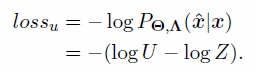 loss_u = − log P_{Θ,Λ}(x̂|x)
= −(log U − log Z).